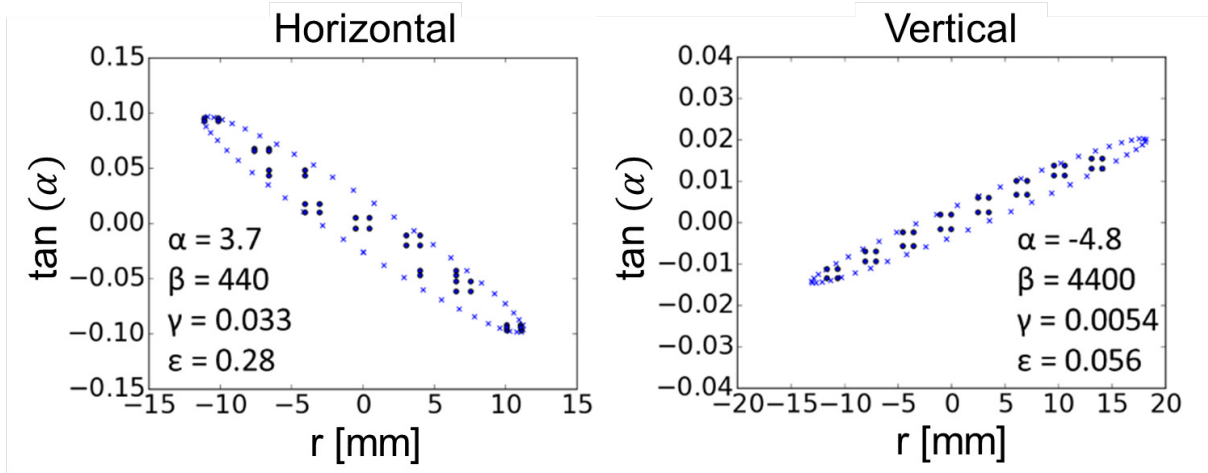 Horizontal
0.15
0.10
0.05
0.00
−0.05
−0.10
−0.15
−15 −10 −5 0 5 10 15
tan (α)
r [mm]
α = 3.7
β = 440
γ = 0.033
ε = 0.28
Vertical
0.04
0.03
0.02
0.01
0.00
−0.01
−0.02
−0.03
−0.04
−20 −15 −10 −5 0 5 10 15 20
tan (α)
r [mm]
α = -4.8
β = 4400
γ = 0.0054
ε = 0.056